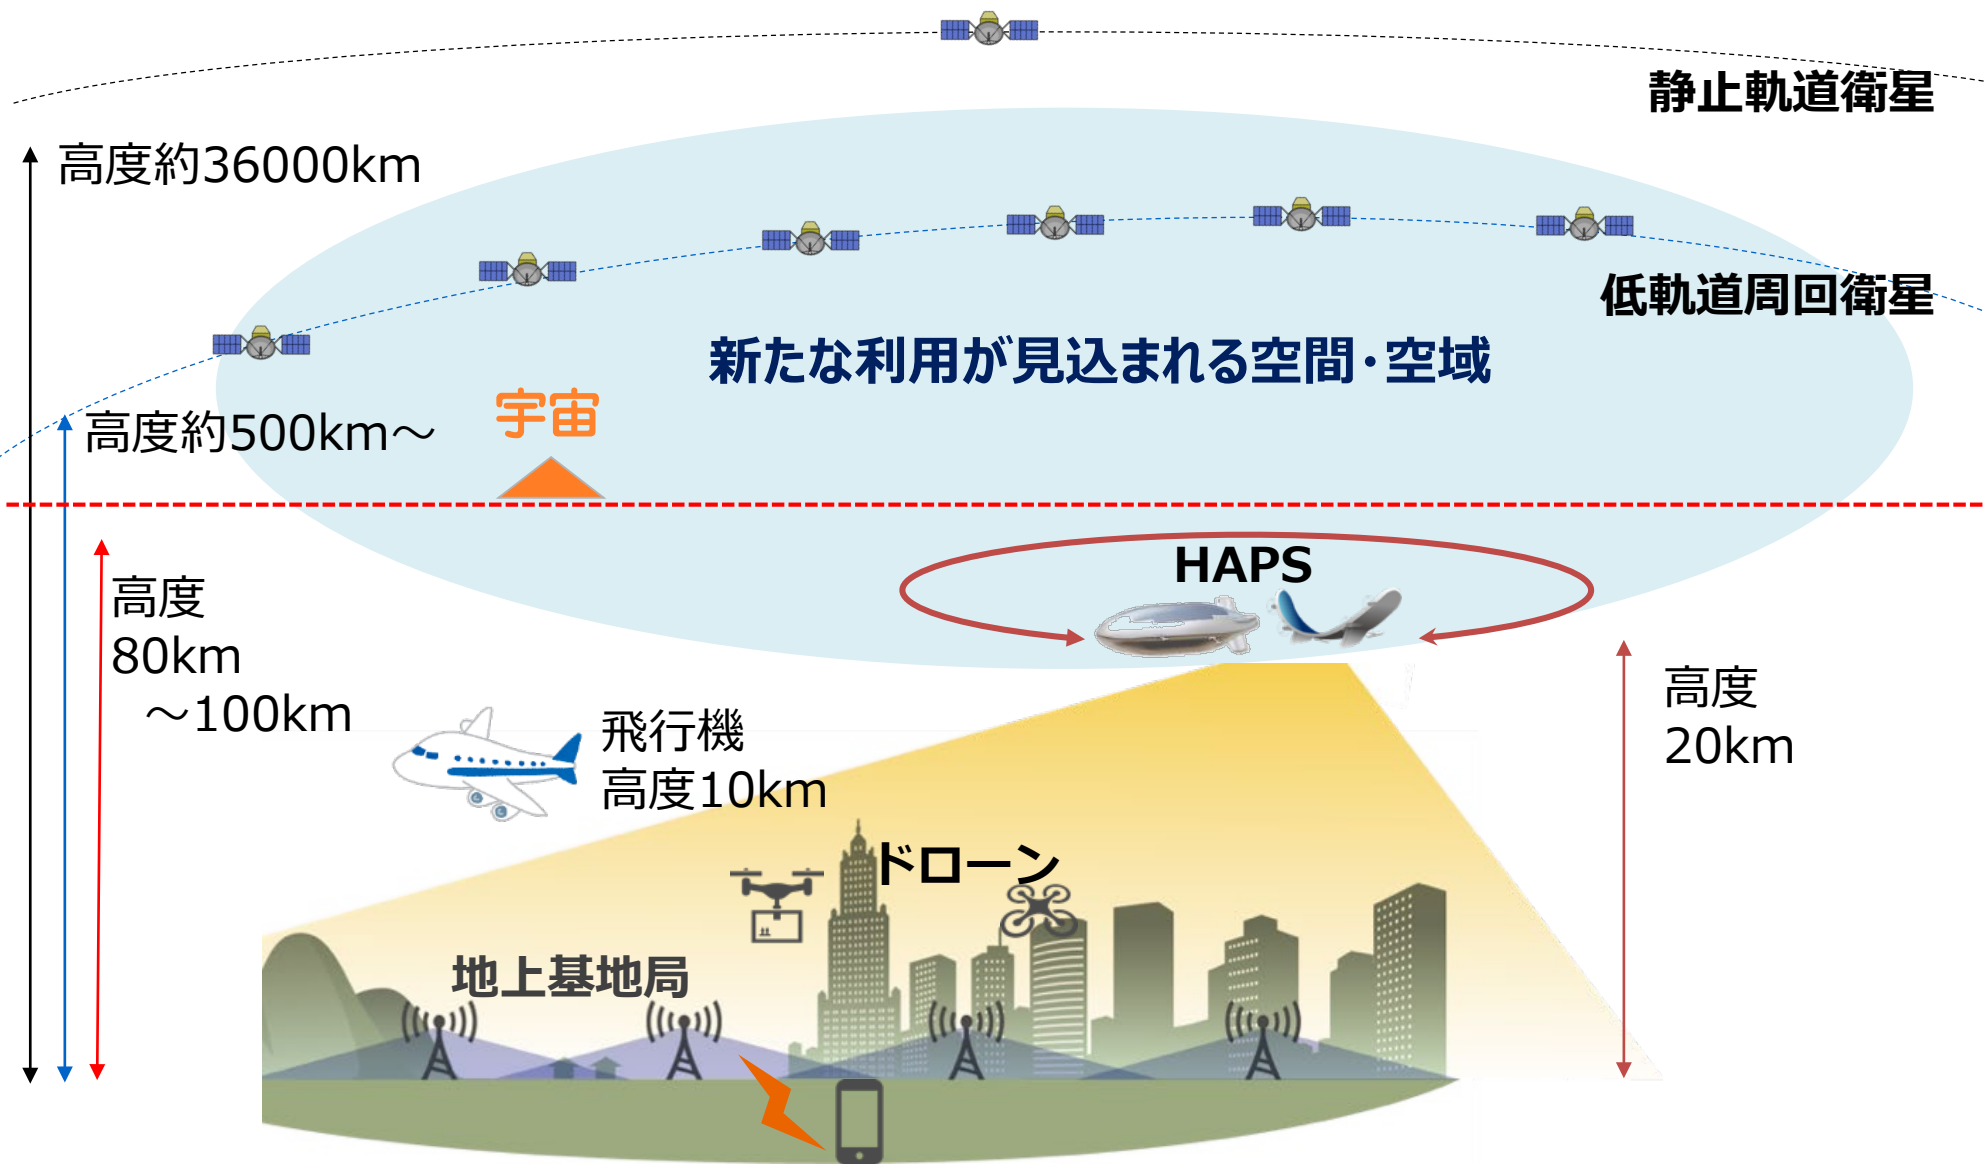 静止軌道衛星
高度約36000km
低軌道周回衛星
新たな利用が見込まれる空間・空域
宇宙
高度約500km～
HAPS
高度
80km
～100km
高度
20km
飛行機
高度10km
ドローン
地上基地局